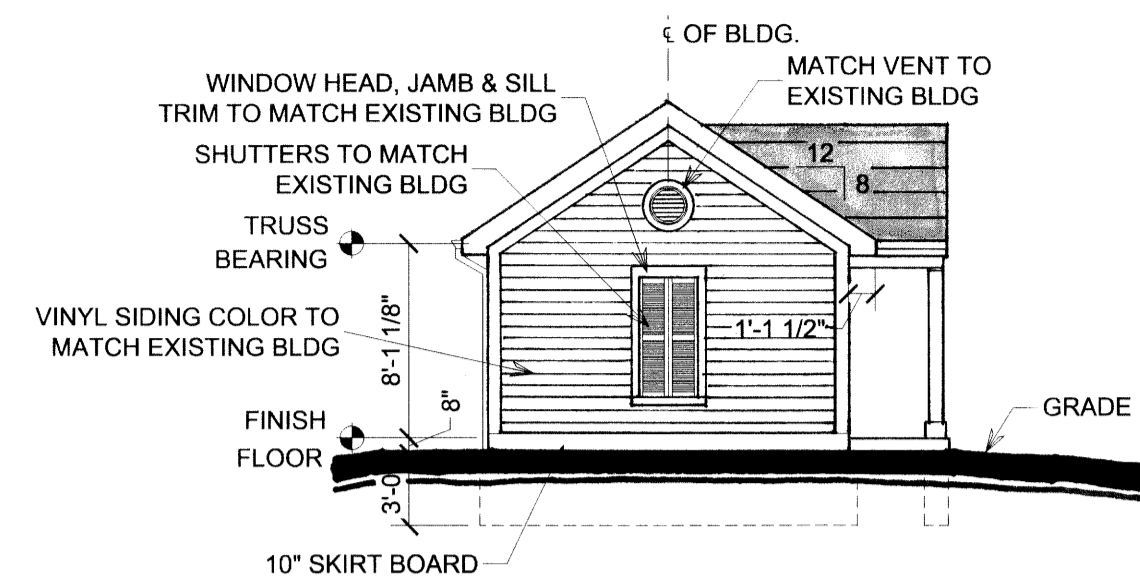 ℄ OF BLDG.
MATCH VENT TO
EXISTING BLDG
WINDOW HEAD, JAMB & SILL
TRIM TO MATCH EXISTING BLDG
SHUTTERS TO MATCH
EXISTING BLDG
12
8
TRUSS
BEARING
VINYL SIDING COLOR TO
MATCH EXISTING BLDG
8'-1 1/8"
1'-1 1/2"
8"
FINISH
FLOOR
GRADE
3'-0
10" SKIRT BOARD